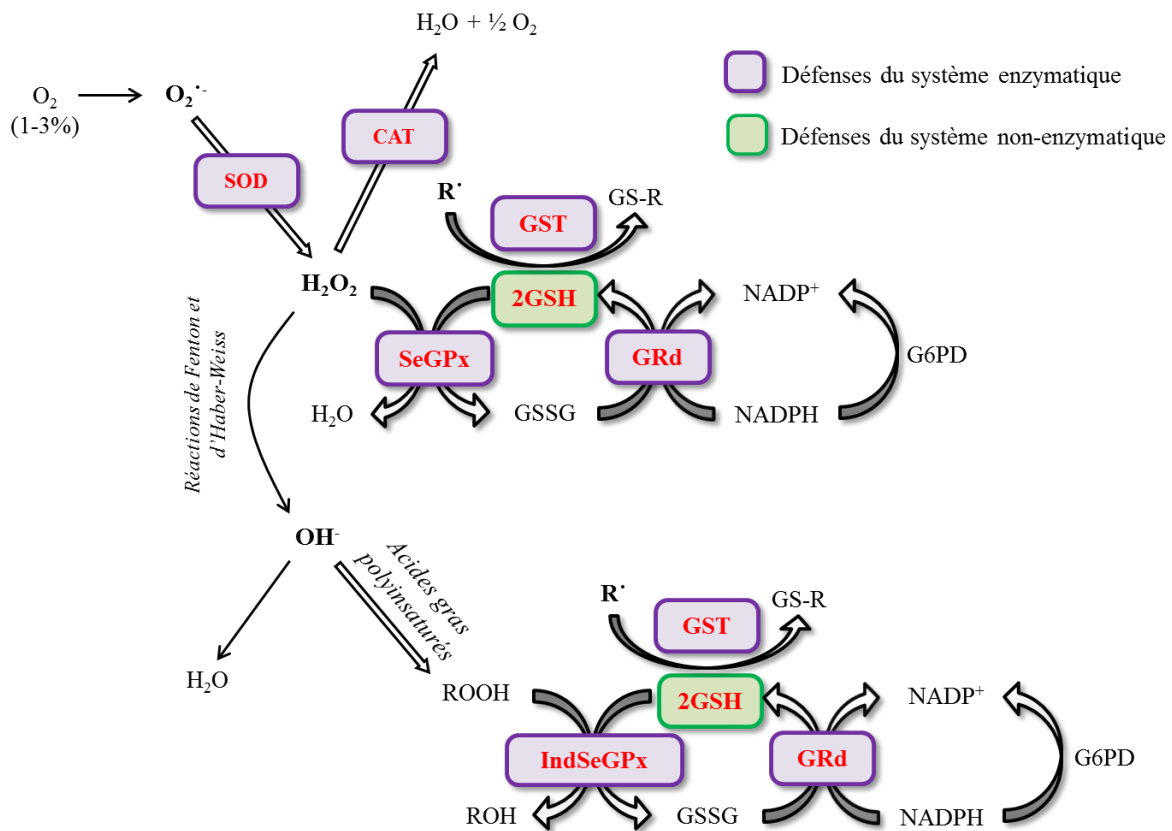 H₂O + ½ O₂
Défenses du système enzymatique
O₂
(1-3%)
O₂˙⁻
Défenses du système non-enzymatique
CAT
SOD
R˙
GST
GS-R
H₂O₂
2GSH
NADP⁺
SeGPx
GRd
G6PD
H₂O
GSSG
NADPH
Réactions de Fenton et
d'Haber-Weiss
OH⁻
Acides gras
polyinsaturés
R˙
GST
GS-R
H₂O
ROOH
2GSH
NADP⁺
IndSeGPx
GRd
G6PD
ROH
GSSG
NADPH